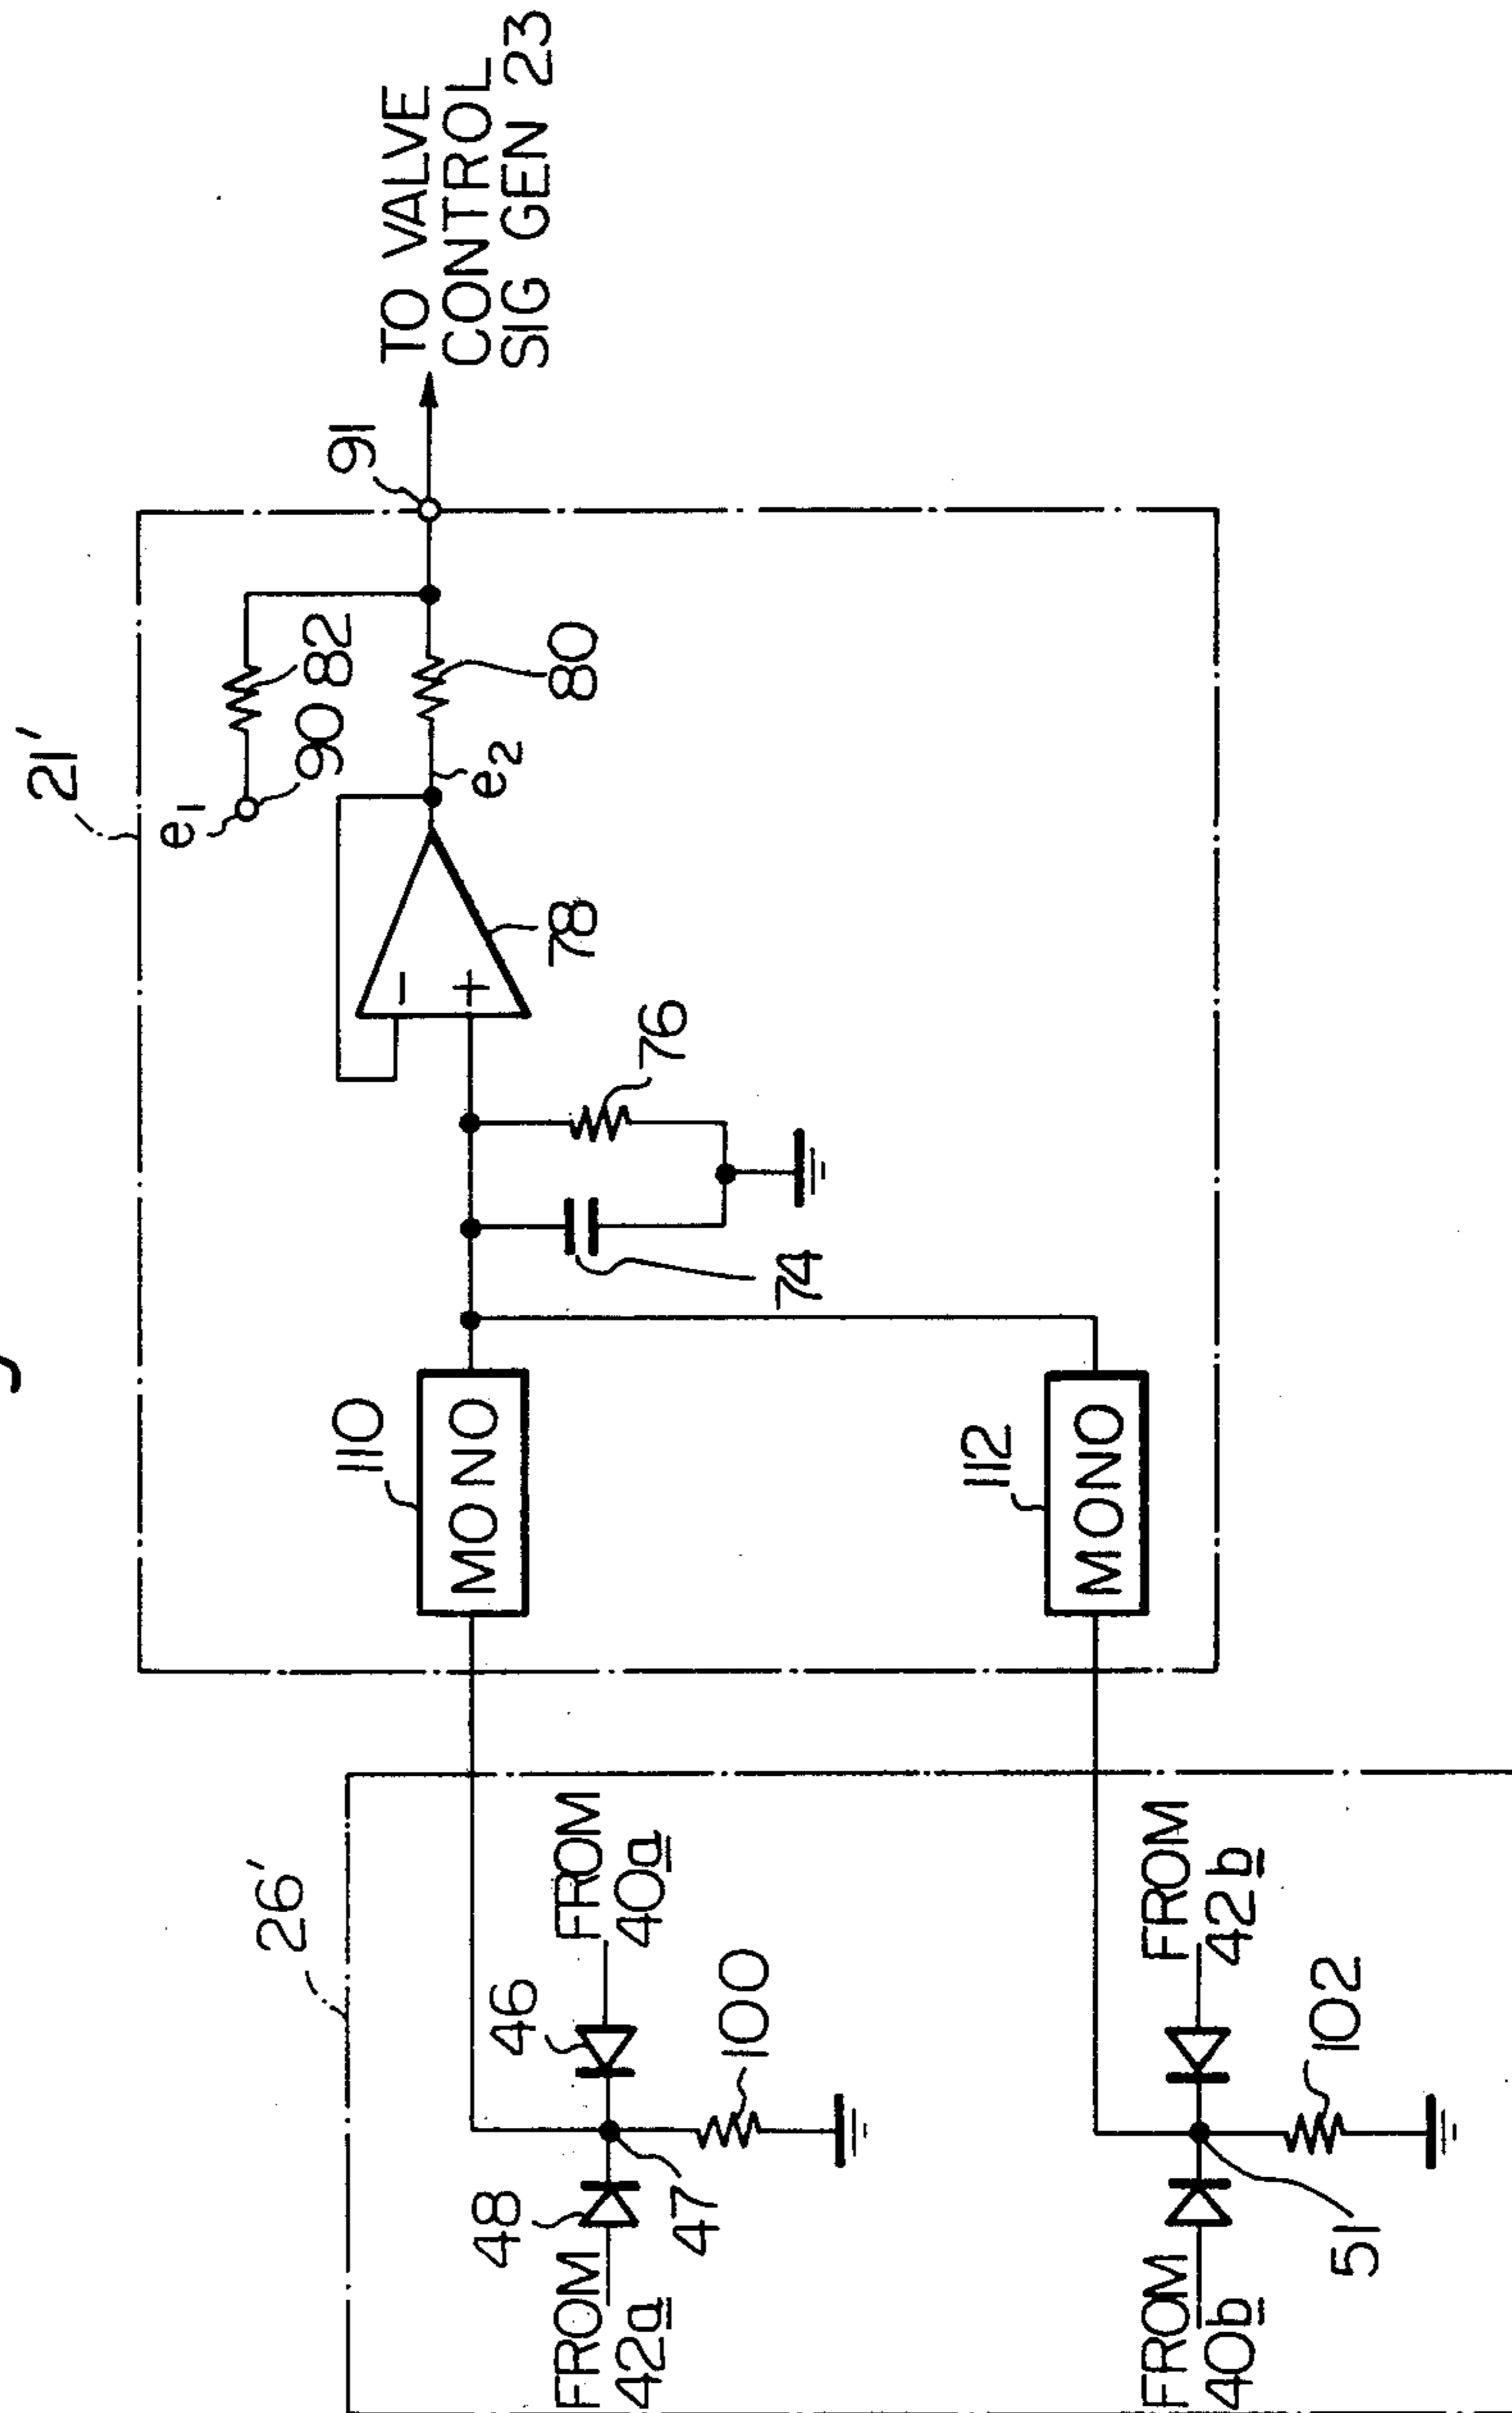 21'
e1
90
82
91
TO VALVE
CONTROL
SIG GEN 23
e2
80
78
−
+
76
74
110
MONO
112
MONO
26'
FROM
40a
46
48
47
100
FROM
42a
FROM
42b
102
51
FROM
40b